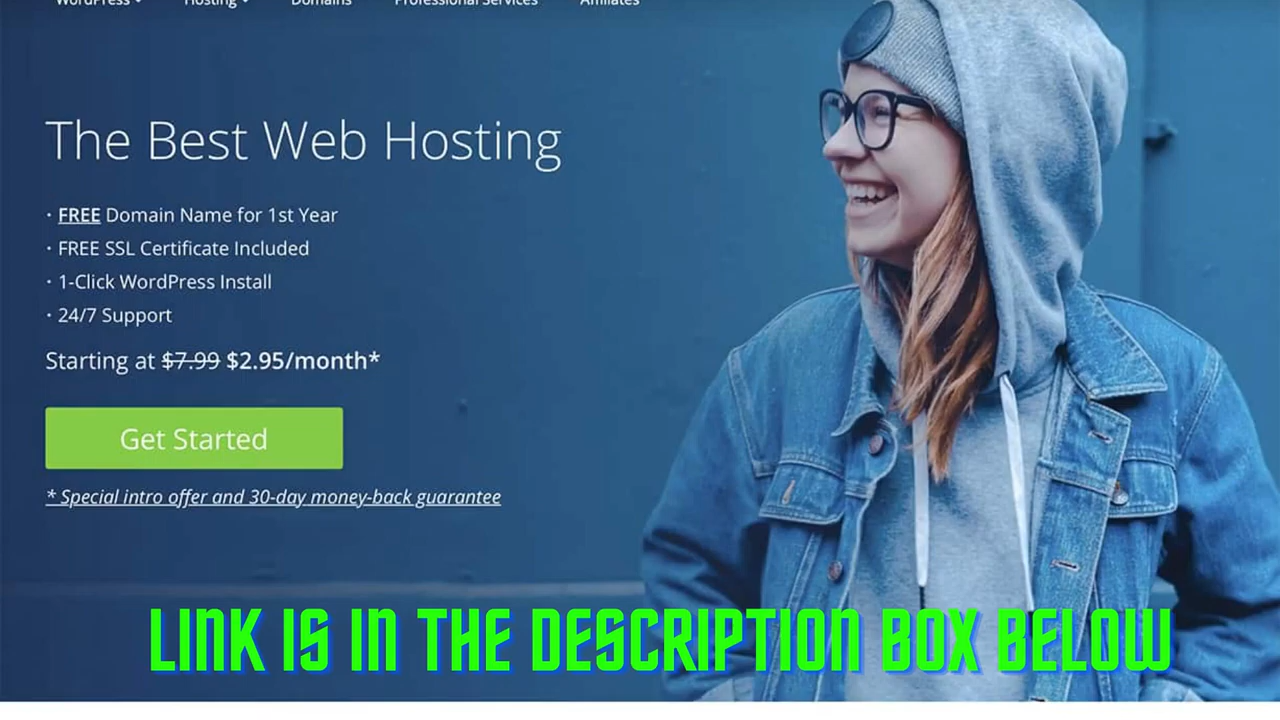 WordPress Hosting Domains Professional Services Affiliates
The Best Web Hosting
· FREE Domain Name for 1st Year
· FREE SSL Certificate Included
· 1-Click WordPress Install
· 24/7 Support
Starting at $7.99 $2.95/month*
Get Started
* Special intro offer and 30-day money-back guarantee
LINK IS IN THE DESCRIPTION BOX BELOW